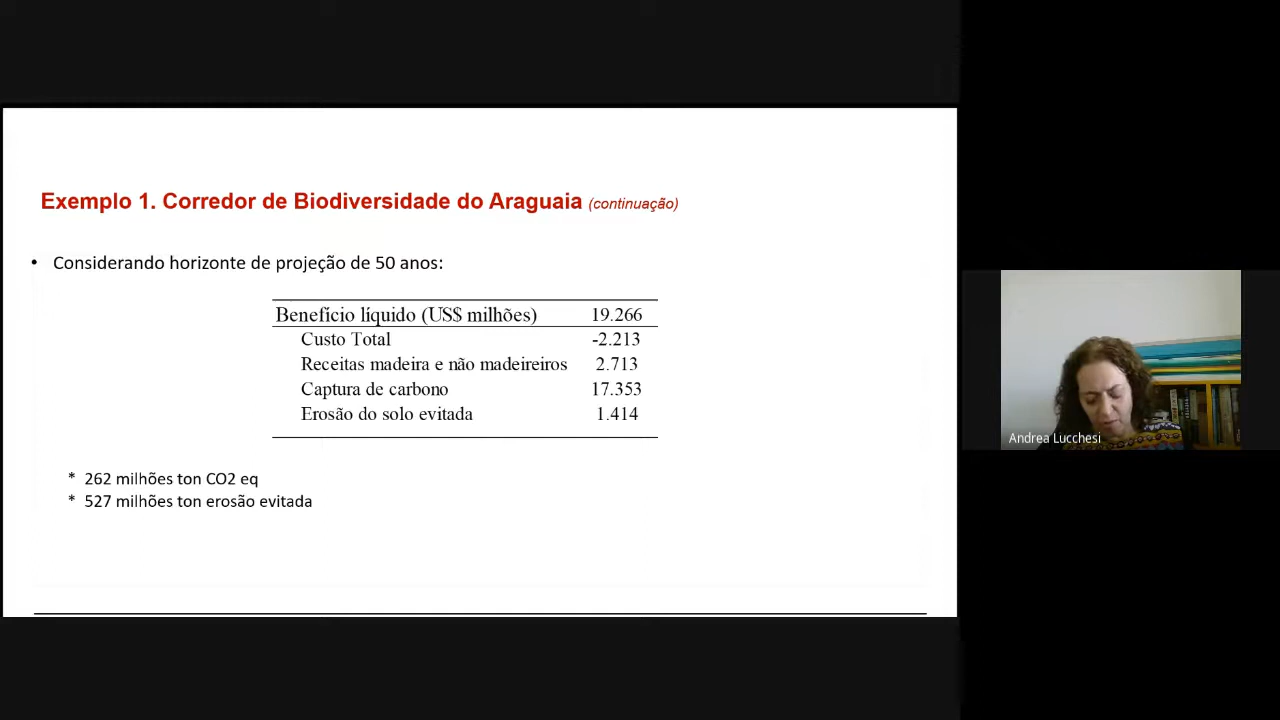 Exemplo 1. Corredor de Biodiversidade do Araguaia (continuação)
• Considerando horizonte de projeção de 50 anos:
Benefício líquido (US$ milhões) 19.266
Custo Total -2.213
Receitas madeira e não madeireiros 2.713
Captura de carbono 17.353
Erosão do solo evitada 1.414
* 262 milhões ton CO2 eq
* 527 milhões ton erosão evitada
Andrea Lucchesi